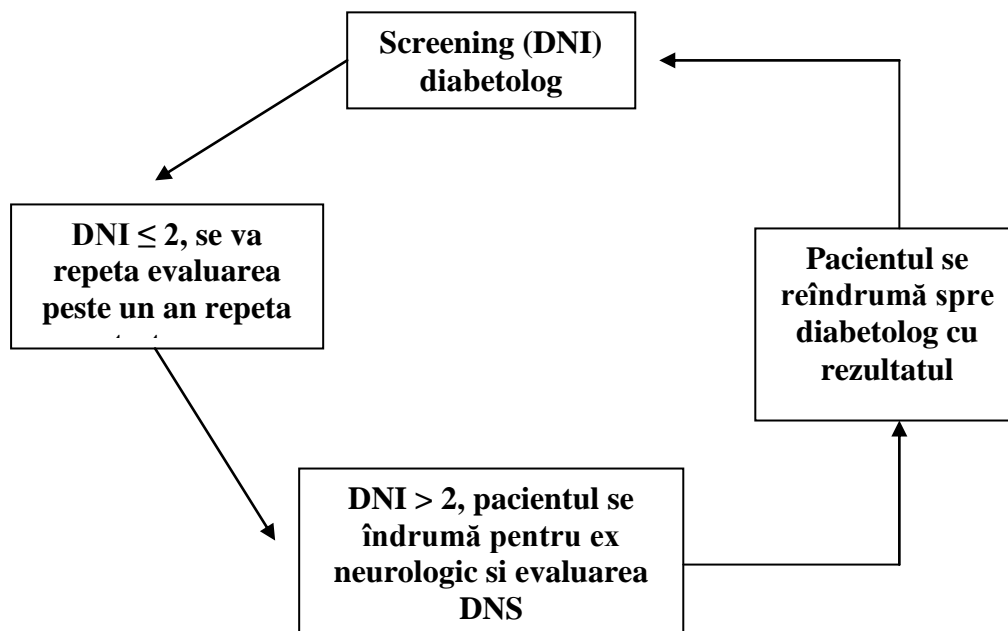 Screening (DNI)
diabetolog
DNI ≤ 2, se va
repeta evaluarea
peste un an repeta
DNI > 2, pacientul se
îndrumă pentru ex
neurologic si evaluarea
DNS
Pacientul se
reîndrumă spre
diabetolog cu
rezultatul